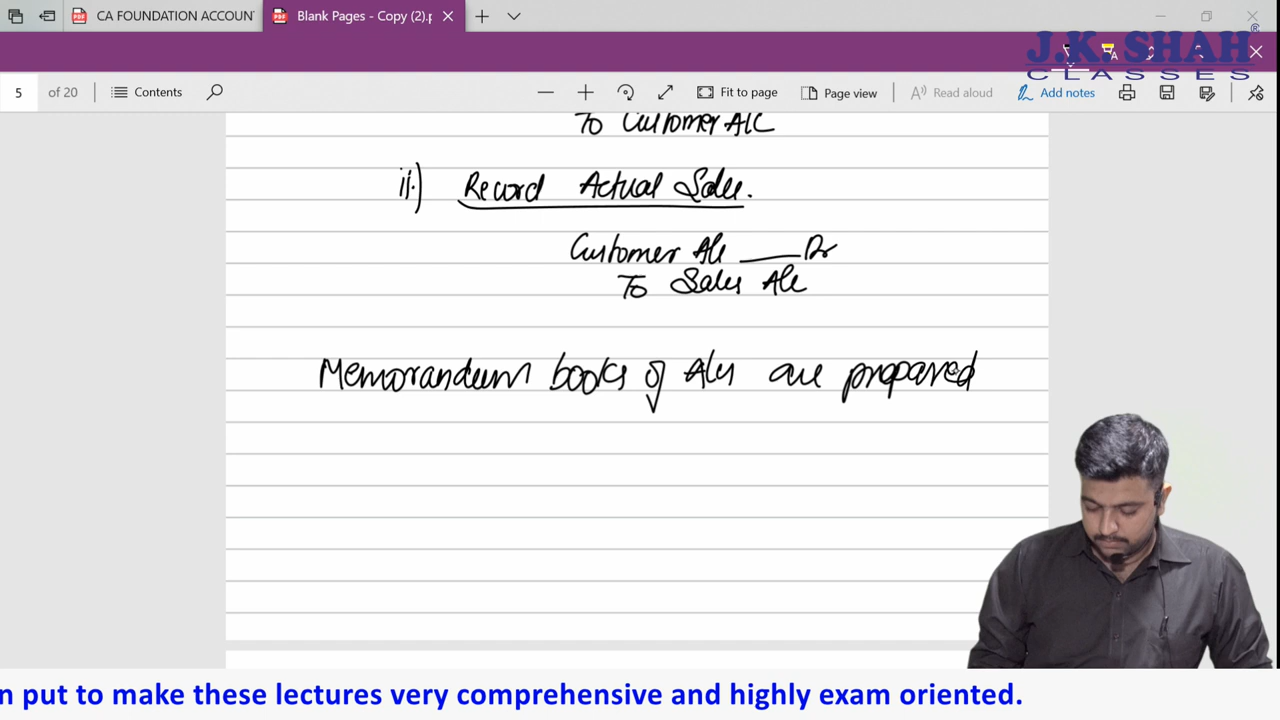 CA FOUNDATION ACCOUN
Blank Pages - Copy (2).p
J.K. SHAH®
CLASSES
5 of 20
Contents
Fit to page
Page view
Read aloud
Add notes
To Customer A/C
ii.) Record Actual Sales.
Customer A/c ____ Dr
To Sales A/c
Memorandum books of A/cs are prepared
n put to make these lectures very comprehensive and highly exam oriented.